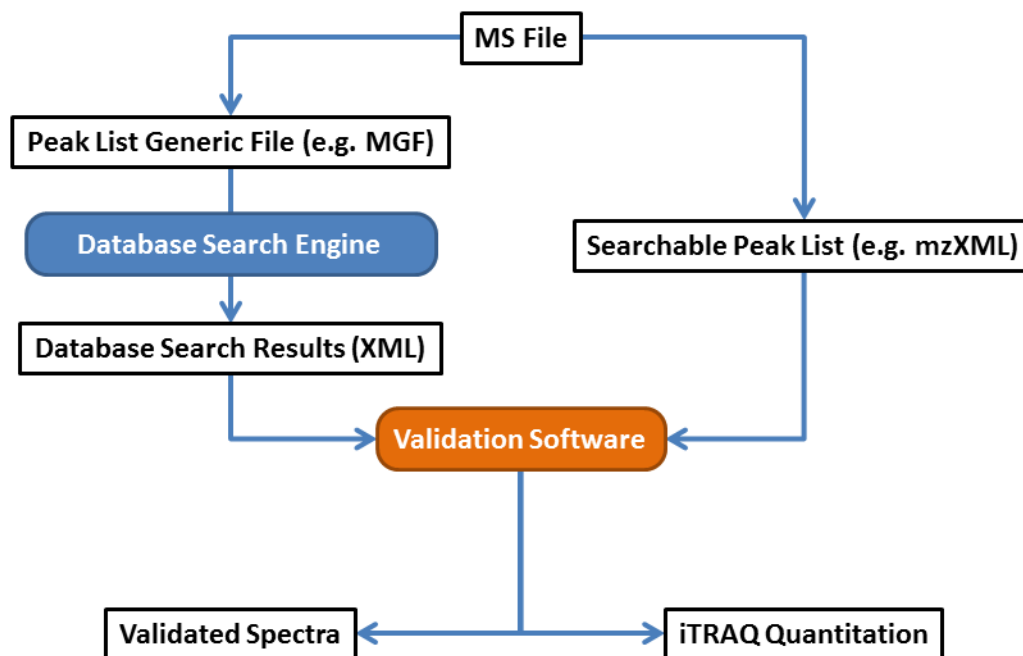 MS File
Peak List Generic File (e.g. MGF)
Database Search Engine
Searchable Peak List (e.g. mzXML)
Database Search Results (XML)
Validation Software
Validated Spectra
iTRAQ Quantitation